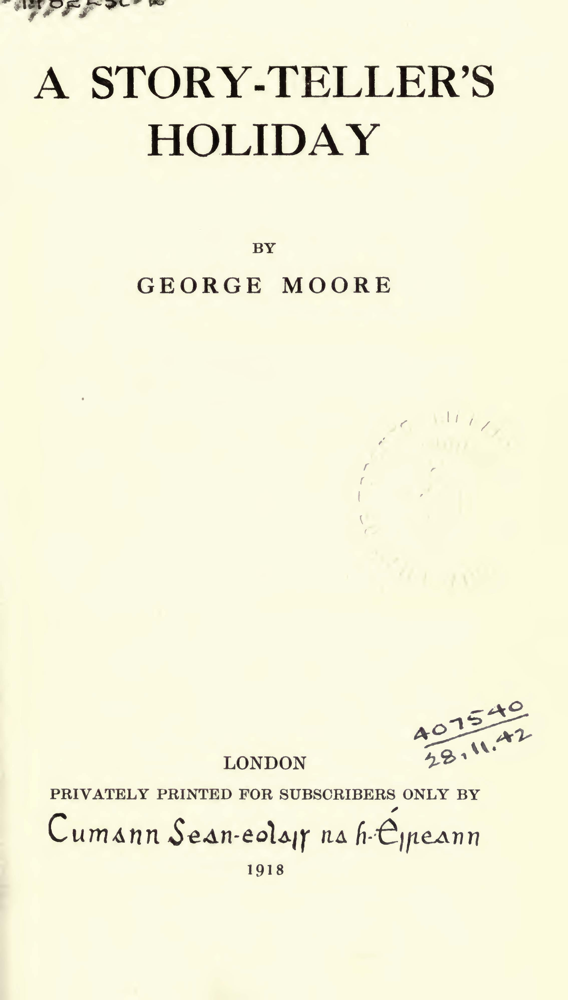 A STORY-TELLER'S
HOLIDAY
BY
GEORGE MOORE
407540
28.11.42
LONDON
PRIVATELY PRINTED FOR SUBSCRIBERS ONLY BY
Cumann Sean-eolais na h-Éireann
1918